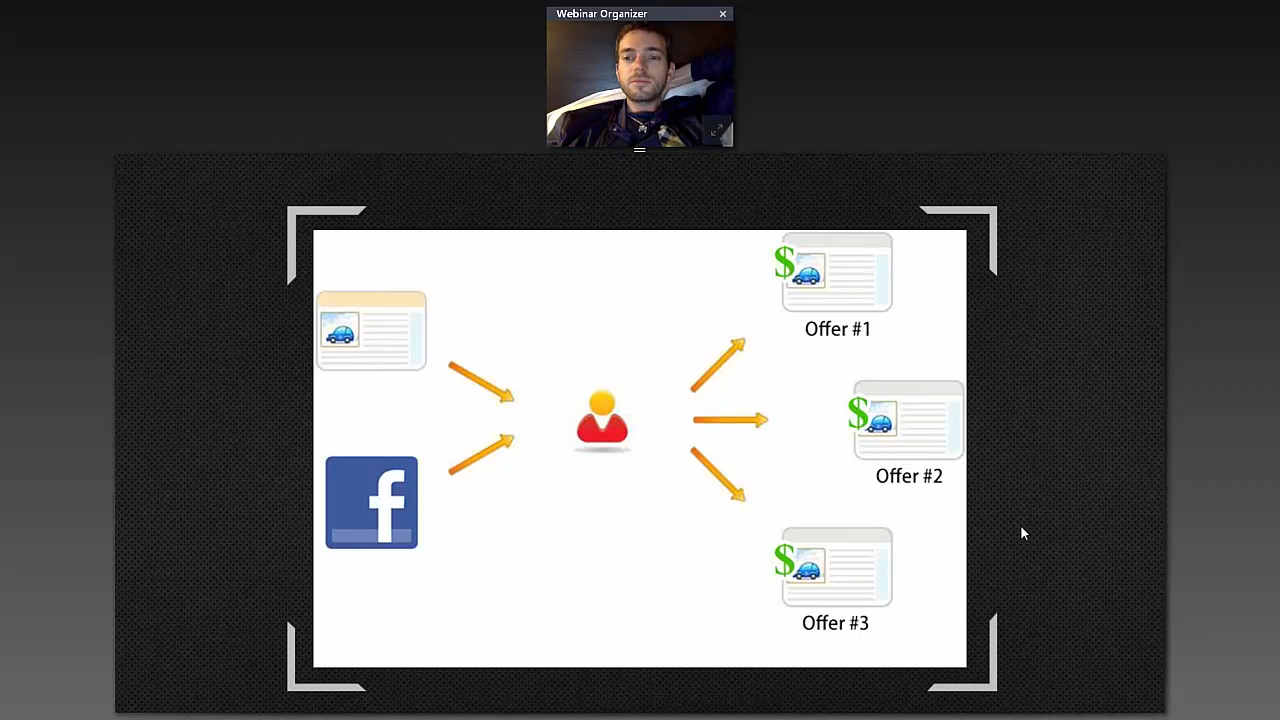 Webinar Organizer
Offer #1
f
Offer #2
Offer #3